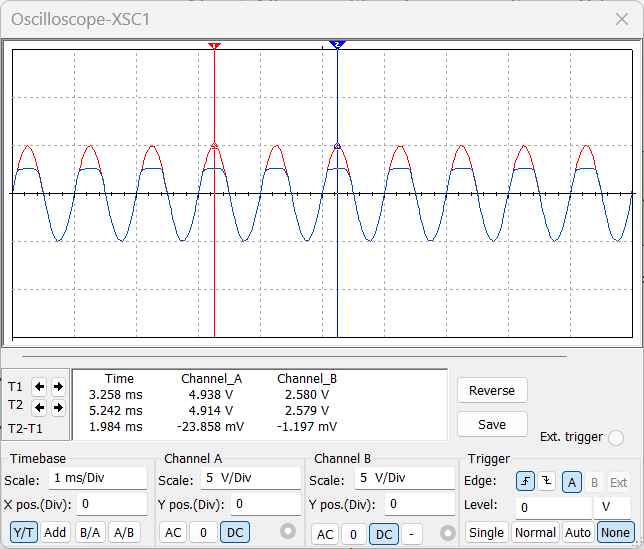 Oscilloscope-XSC1
1
2
Time Channel_A Channel_B
T1 3.258 ms 4.938 V 2.580 V
T2 5.242 ms 4.914 V 2.579 V
T2-T1 1.984 ms -23.858 mV -1.197 mV
Reverse
Save
Ext. trigger
Timebase
Scale: 1 ms/Div
X pos.(Div): 0
Y/T Add B/A A/B
Channel A
Scale: 5 V/Div
Y pos.(Div): 0
AC 0 DC
Channel B
Scale: 5 V/Div
Y pos.(Div): 0
AC 0 DC -
Trigger
Edge: A B Ext
Level: 0 V
Single Normal Auto None